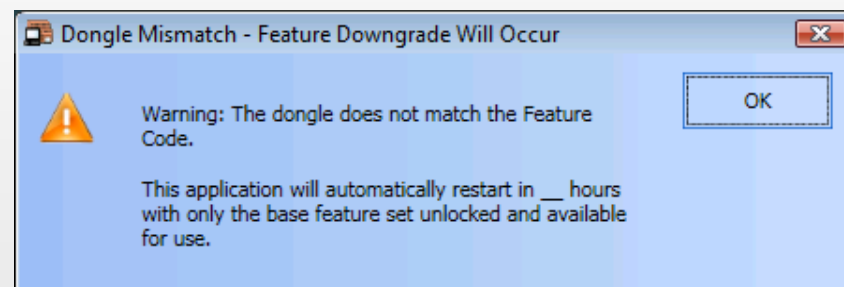 Dongle Mismatch - Feature Downgrade Will Occur
OK
Warning: The dongle does not match the Feature
Code.
This application will automatically restart in __ hours
with only the base feature set unlocked and available
for use.